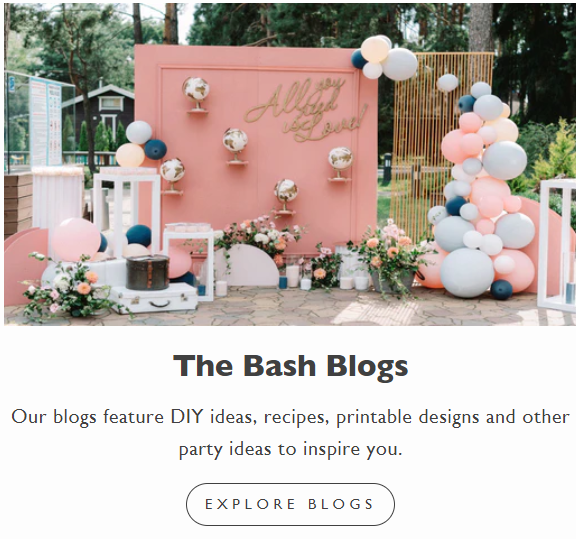 All you
need
is Love!
The Bash Blogs
Our blogs feature DIY ideas, recipes, printable designs and other
party ideas to inspire you.
EXPLORE BLOGS